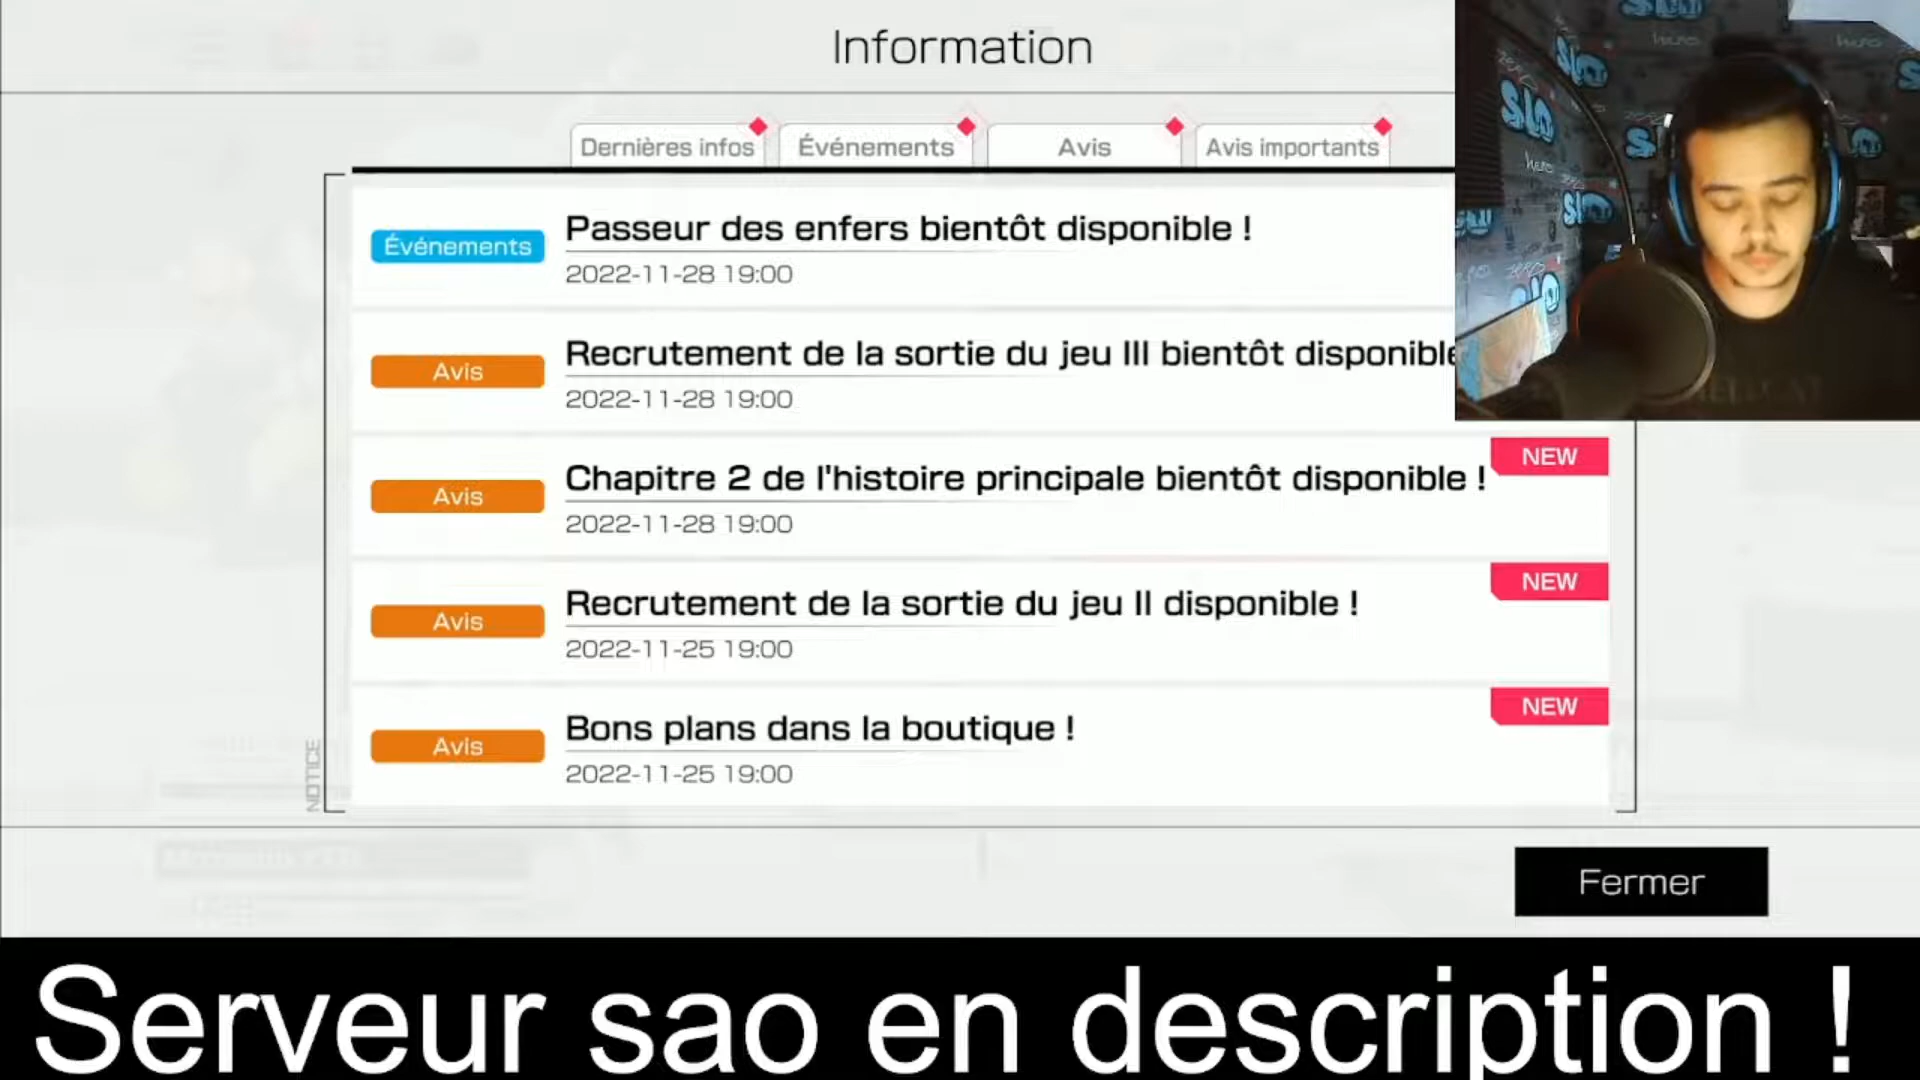 Information
Dernières infos
Événements
Avis
Avis importants
Événements
Passeur des enfers bientôt disponible !
2022-11-28 19:00
Avis
Recrutement de la sortie du jeu III bientôt
2022-11-28 19:00
NEW
Avis
Chapitre 2 de l'histoire principale bientôt disponible !
2022-11-28 19:00
NEW
Avis
Recrutement de la sortie du jeu II disponible !
2022-11-25 19:00
NEW
Avis
Bons plans dans la boutique !
2022-11-25 19:00
NOTICE
Fermer
Serveur sao en description !